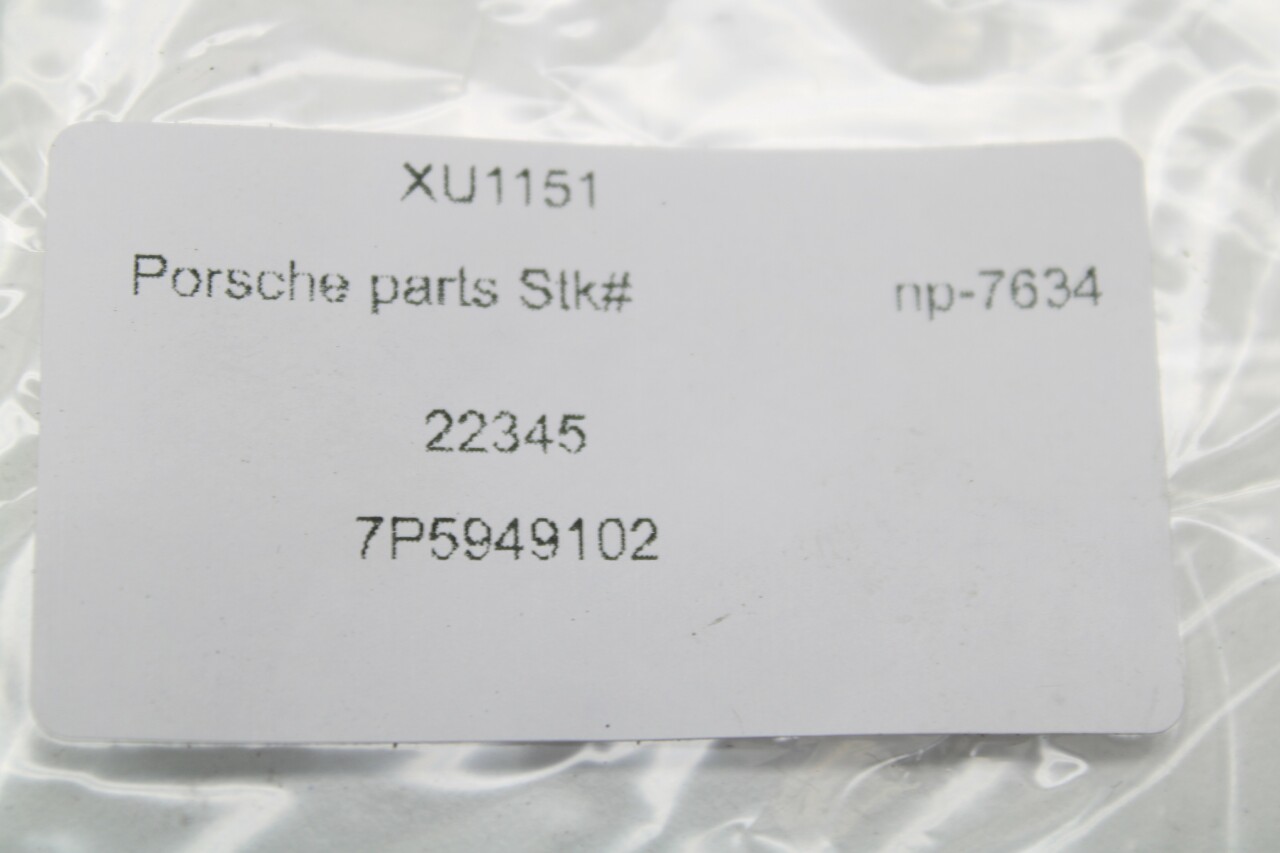 XU1151
Porsche parts Stk# np-7634
22345
7P5949102